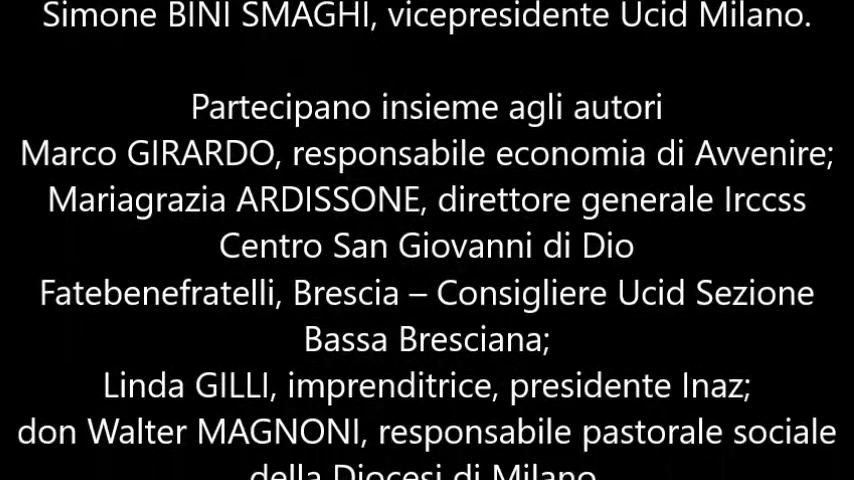 Simone BINI SMAGHI, vicepresidente Ucid Milano.
Partecipano insieme agli autori
Marco GIRARDO, responsabile economia di Avvenire;
Mariagrazia ARDISSONE, direttore generale Irccss
Centro San Giovanni di Dio
Fatebenefratelli, Brescia – Consigliere Ucid Sezione
Bassa Bresciana;
Linda GILLI, imprenditrice, presidente Inaz;
don Walter MAGNONI, responsabile pastorale sociale
della Diocesi di Milano